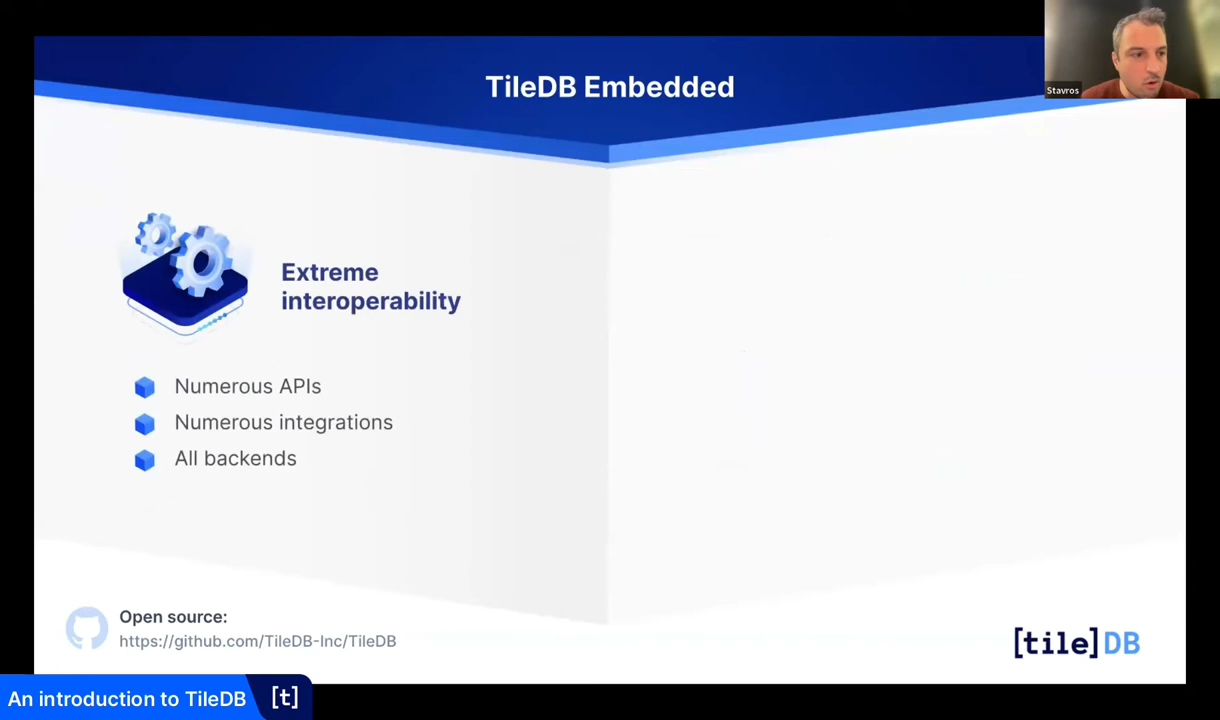 TileDB Embedded
Stavros
Extreme
interoperability
Numerous APIs
Numerous integrations
All backends
Open source:
https://github.com/TileDB-Inc/TileDB
[tile]DB
An introduction to TileDB
[t]